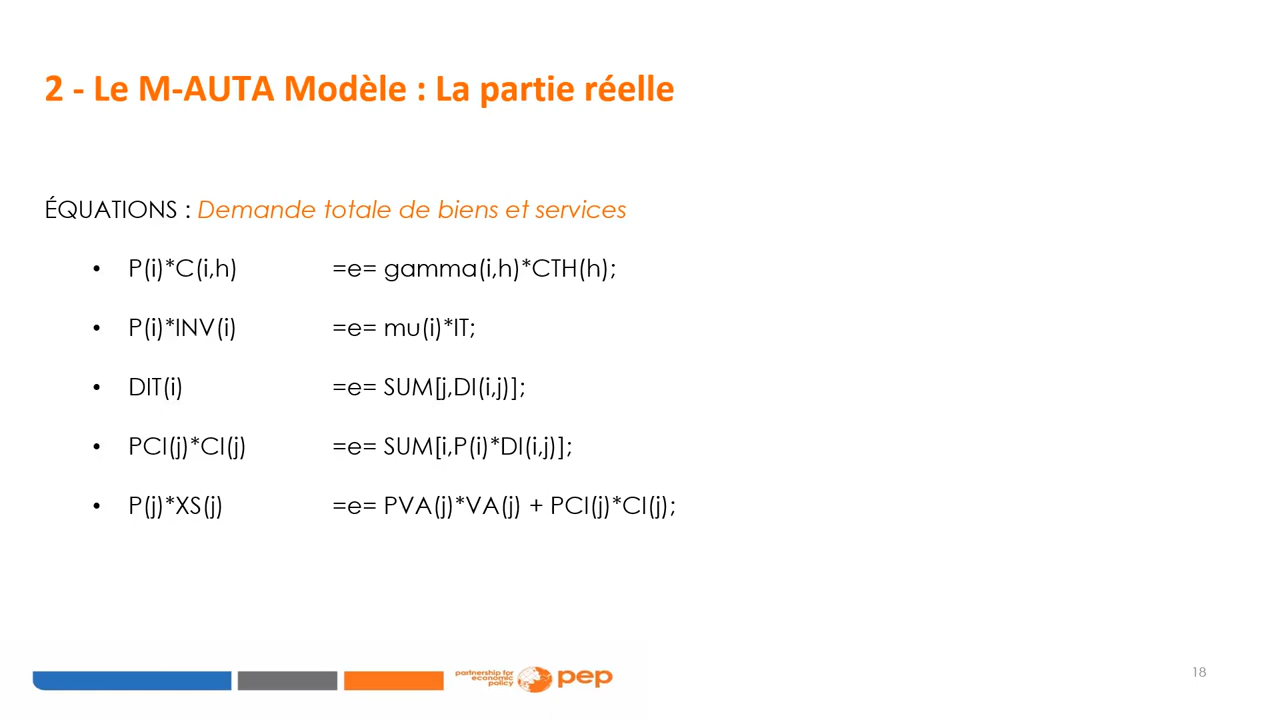 2 - Le M-AUTA Modèle : La partie réelle
ÉQUATIONS : Demande totale de biens et services
• P(i)*C(i,h) =e= gamma(i,h)*CTH(h);
• P(i)*INV(i) =e= mu(i)*IT;
• DIT(i) =e= SUM[j,DI(i,j)];
• PCI(j)*CI(j) =e= SUM[i,P(i)*DI(i,j)];
• P(j)*XS(j) =e= PVA(j)*VA(j) + PCI(j)*CI(j);
partnership for
economic
policy
pep
18